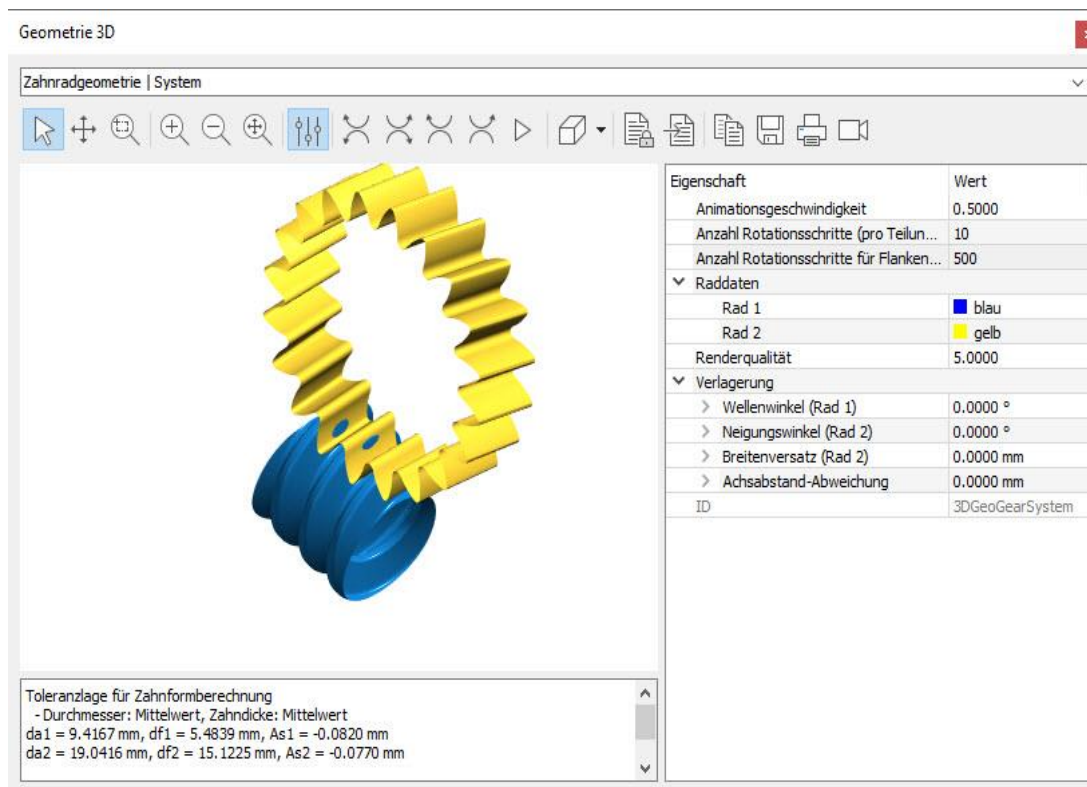 Geometrie 3D
Zahnradgeometrie | System
Eigenschaft Wert
Animationsgeschwindigkeit 0.5000
Anzahl Rotationsschritte (pro Teilun... 10
Anzahl Rotationsschritte für Flanken... 500
Raddaten
Rad 1 blau
Rad 2 gelb
Renderqualität 5.0000
Verlagerung
Wellenwinkel (Rad 1) 0.0000 °
Neigungswinkel (Rad 2) 0.0000 °
Breitenversatz (Rad 2) 0.0000 mm
Achsabstand-Abweichung 0.0000 mm
ID 3DGeoGearSystem
Toleranzlage für Zahnformberechnung
- Durchmesser: Mittelwert, Zahndicke: Mittelwert
da1 = 9.4167 mm, df1 = 5.4839 mm, As1 = -0.0820 mm
da2 = 19.0416 mm, df2 = 15.1225 mm, As2 = -0.0770 mm